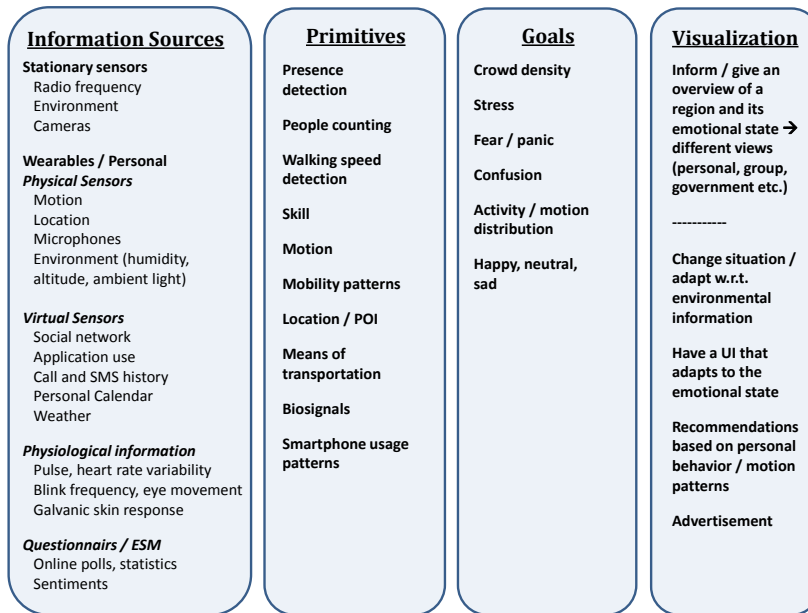 Information Sources
Stationary sensors
Radio frequency
Environment
Cameras
Wearables / Personal
Physical Sensors
Motion
Location
Microphones
Environment (humidity,
altitude, ambient light)
Virtual Sensors
Social network
Application use
Call and SMS history
Personal Calendar
Weather
Physiological information
Pulse, heart rate variability
Blink frequency, eye movement
Galvanic skin response
Questionnairs / ESM
Online polls, statistics
Sentiments
Primitives
Presence
detection
People counting
Walking speed
detection
Skill
Motion
Mobility patterns
Location / POI
Means of
transportation
Biosignals
Smartphone usage
patterns
Goals
Crowd density
Stress
Fear / panic
Confusion
Activity / motion
distribution
Happy, neutral,
sad
Visualization
Inform / give an
overview of a
region and its
emotional state →
different views
(personal, group,
government etc.)
-----------
Change situation /
adapt w.r.t.
environmental
information
Have a UI that
adapts to the
emotional state
Recommendations
based on personal
behavior / motion
patterns
Advertisement